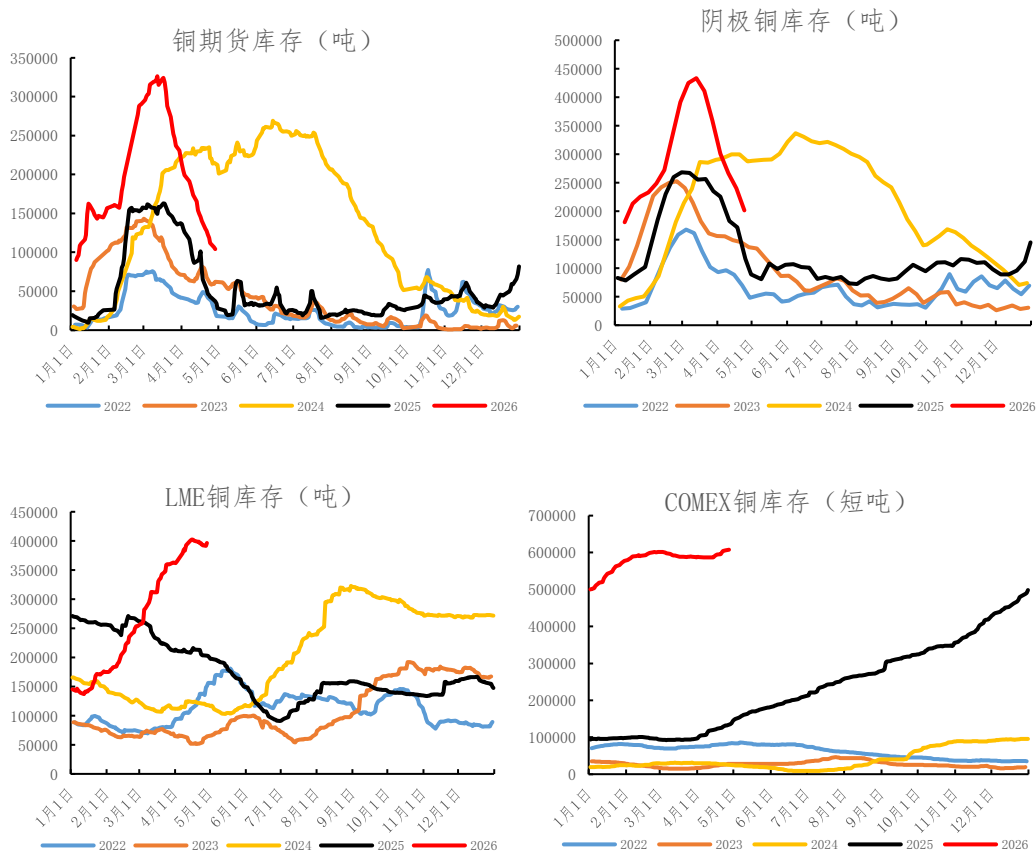 铜期货库存（吨）
350000
300000
250000
200000
150000
100000
50000
0
1月1日
2月1日
3月1日
4月1日
5月1日
6月1日
7月1日
8月1日
9月1日
10月1日
11月1日
12月1日
2022 2023 2024 2025 2026
阴极铜库存（吨）
500000
450000
400000
350000
300000
250000
200000
150000
100000
50000
0
1月1日
2月1日
3月1日
4月1日
5月1日
6月1日
7月1日
8月1日
9月1日
10月1日
11月1日
12月1日
2022 2023 2024 2025 2026
LME铜库存（吨）
450000
400000
350000
300000
250000
200000
150000
100000
50000
0
1月1日
2月1日
3月1日
4月1日
5月1日
6月1日
7月1日
8月1日
9月1日
10月1日
11月1日
12月1日
2022 2023 2024 2025 2026
COMEX铜库存（短吨）
700000
600000
500000
400000
300000
200000
100000
0
1月1日
2月1日
3月1日
4月1日
5月1日
6月1日
7月1日
8月1日
9月1日
10月1日
11月1日
12月1日
2022 2023 2024 2025 2026